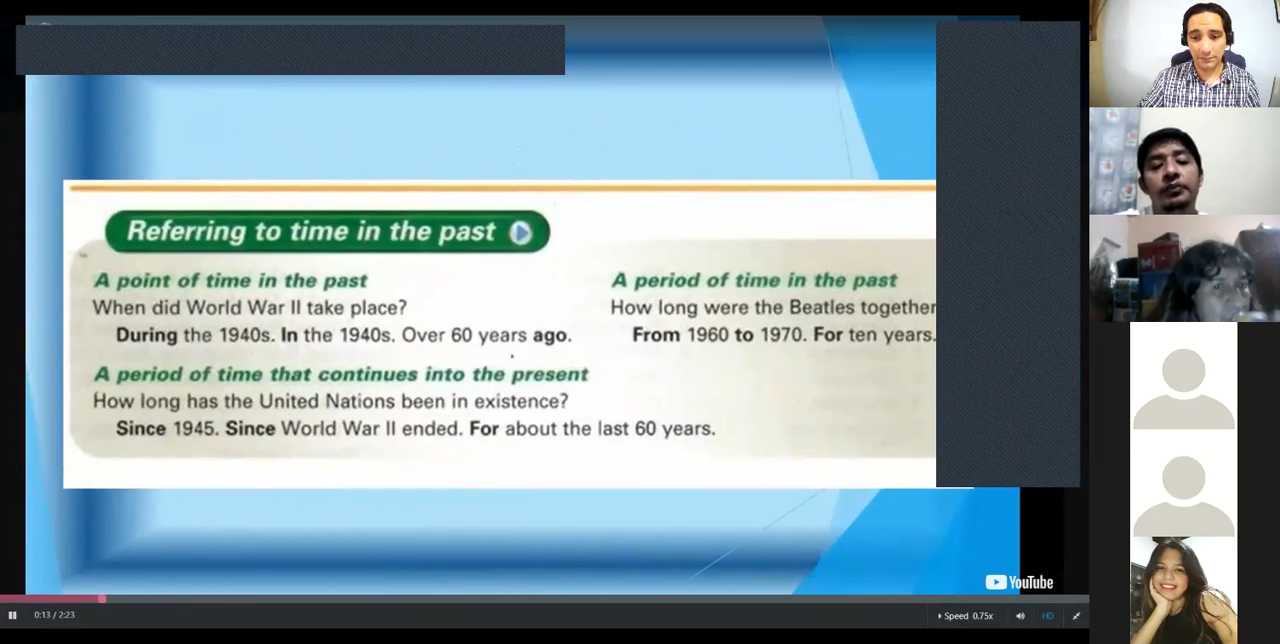 Referring to time in the past
A point of time in the past
When did World War II take place?
During the 1940s. In the 1940s. Over 60 years ago.
A period of time in the past
How long were the Beatles together
From 1960 to 1970. For ten years.
A period of time that continues into the present
How long has the United Nations been in existence?
Since 1945. Since World War II ended. For about the last 60 years.
YouTube
0:13 / 2:23
Speed 0.75x
HD